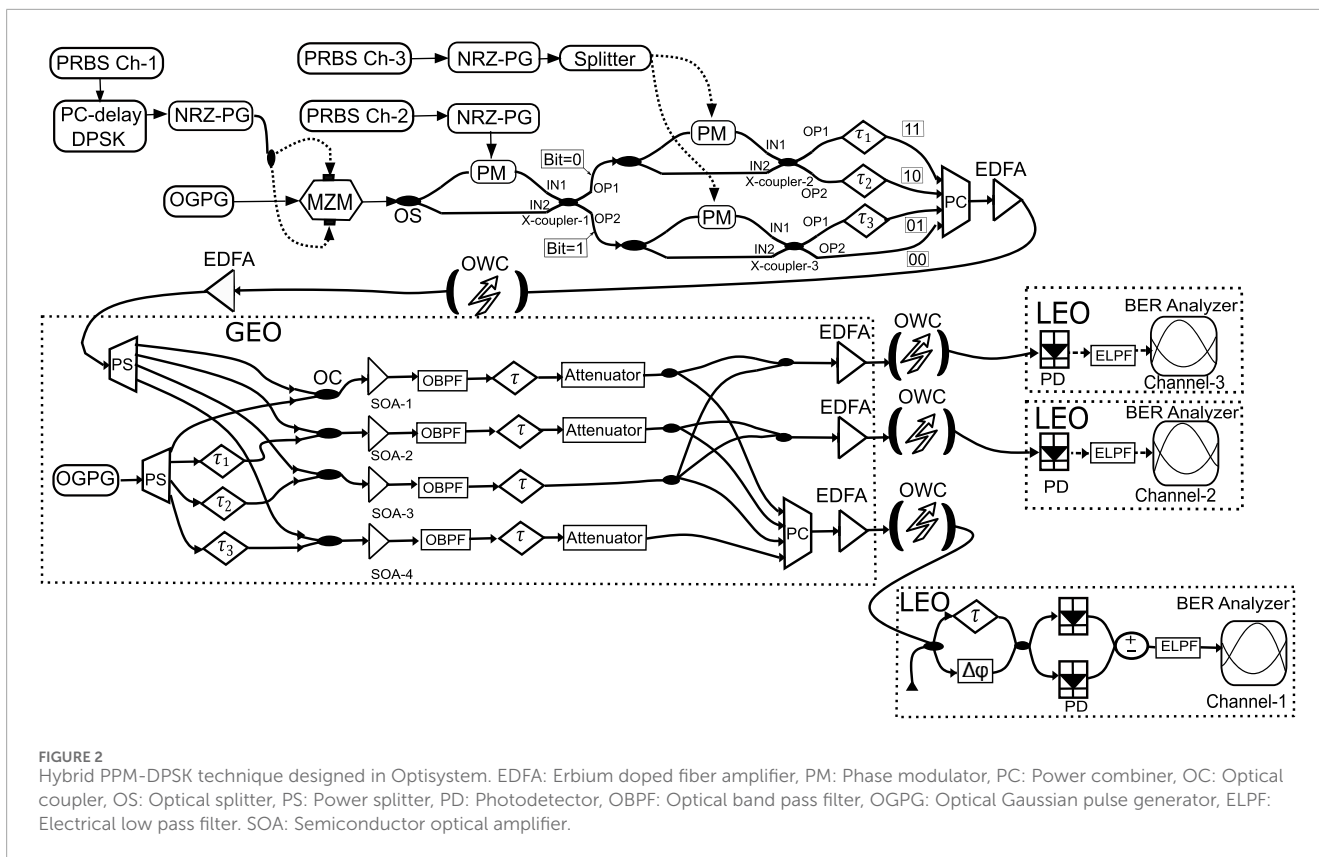 PRBS Ch-1
PC-delay
DPSK
NRZ-PG
OGPG
MZM
PRBS Ch-3
NRZ-PG
Splitter
PRBS Ch-2
NRZ-PG
PM
OS
IN1
IN2
X-coupler-1
Bit=0
OP1
OP2
Bit=1
PM
IN1
IN2
X-coupler-2
OP1
OP2
τ1
11
τ2
10
PM
IN1
IN2
X-coupler-3
OP1
OP2
τ3
01
00
PC
EDFA
EDFA
OWC
GEO
PS
OC
SOA-1
OBPF
τ
Attenuator
SOA-2
OBPF
τ
Attenuator
SOA-3
OBPF
τ
SOA-4
OBPF
τ
Attenuator
OGPG
PS
τ1
τ2
τ3
PC
EDFA
OWC
EDFA
OWC
EDFA
OWC
LEO
BER Analyzer
PD
ELPF
Channel-3
LEO
BER Analyzer
PD
ELPF
Channel-2
LEO
BER Analyzer
τ
Δφ
PD
+
-
ELPF
Channel-1
FIGURE 2
Hybrid PPM-DPSK technique designed in Optisystem. EDFA: Erbium doped fiber amplifier, PM: Phase modulator, PC: Power combiner, OC: Optical
coupler, OS: Optical splitter, PS: Power splitter, PD: Photodetector, OBPF: Optical band pass filter, OGPG: Optical Gaussian pulse generator, ELPF:
Electrical low pass filter. SOA: Semiconductor optical amplifier.